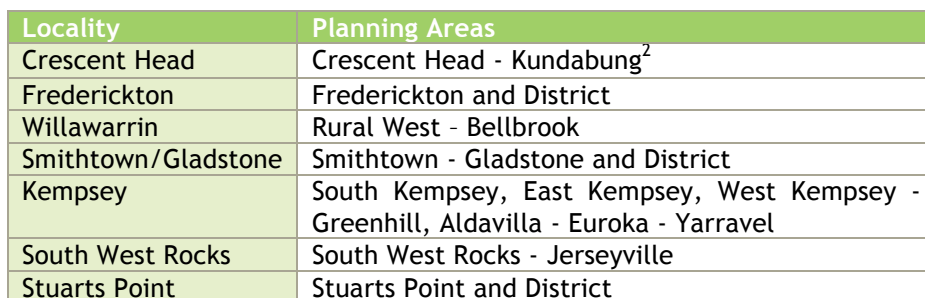 Locality Planning Areas
Crescent Head Crescent Head - Kundabung²
Frederickton Frederickton and District
Willawarrin Rural West – Bellbrook
Smithtown/Gladstone Smithtown - Gladstone and District
Kempsey South Kempsey, East Kempsey, West Kempsey -
Greenhill, Aldavilla - Euroka - Yarravel
South West Rocks South West Rocks - Jerseyville
Stuarts Point Stuarts Point and District